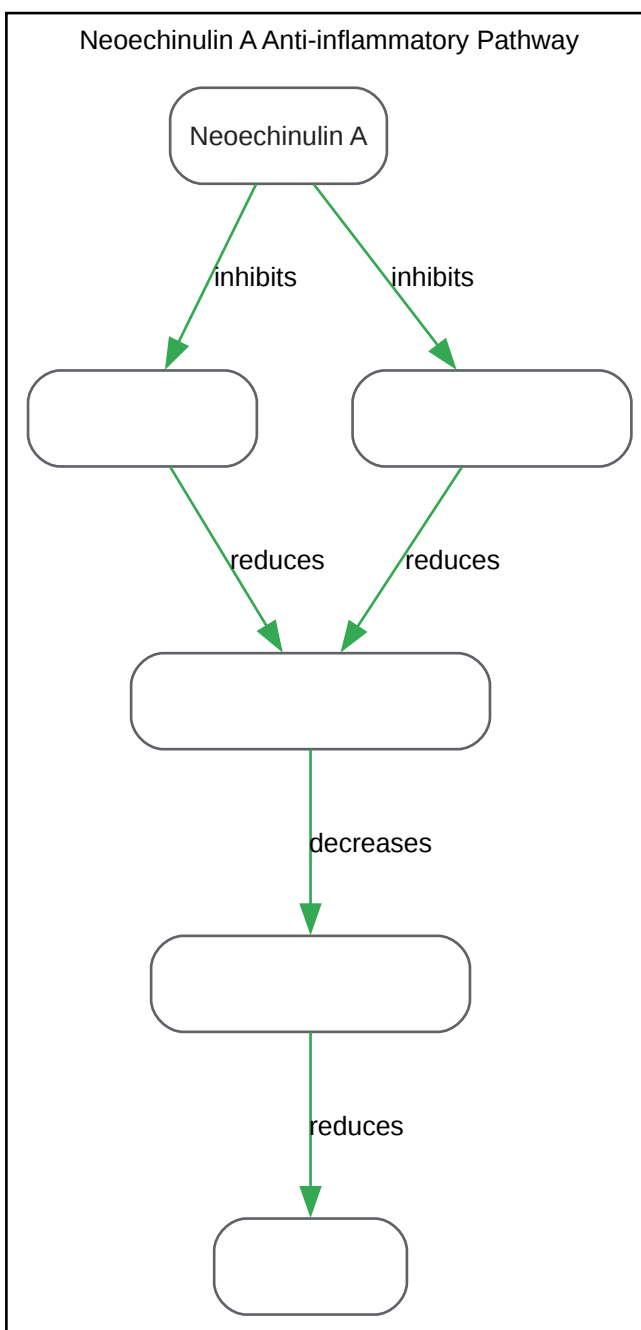 Neoechinulin A Anti-inflammatory Pathway
Neoechinulin A
inhibits
inhibits
reduces
reduces
decreases
reduces